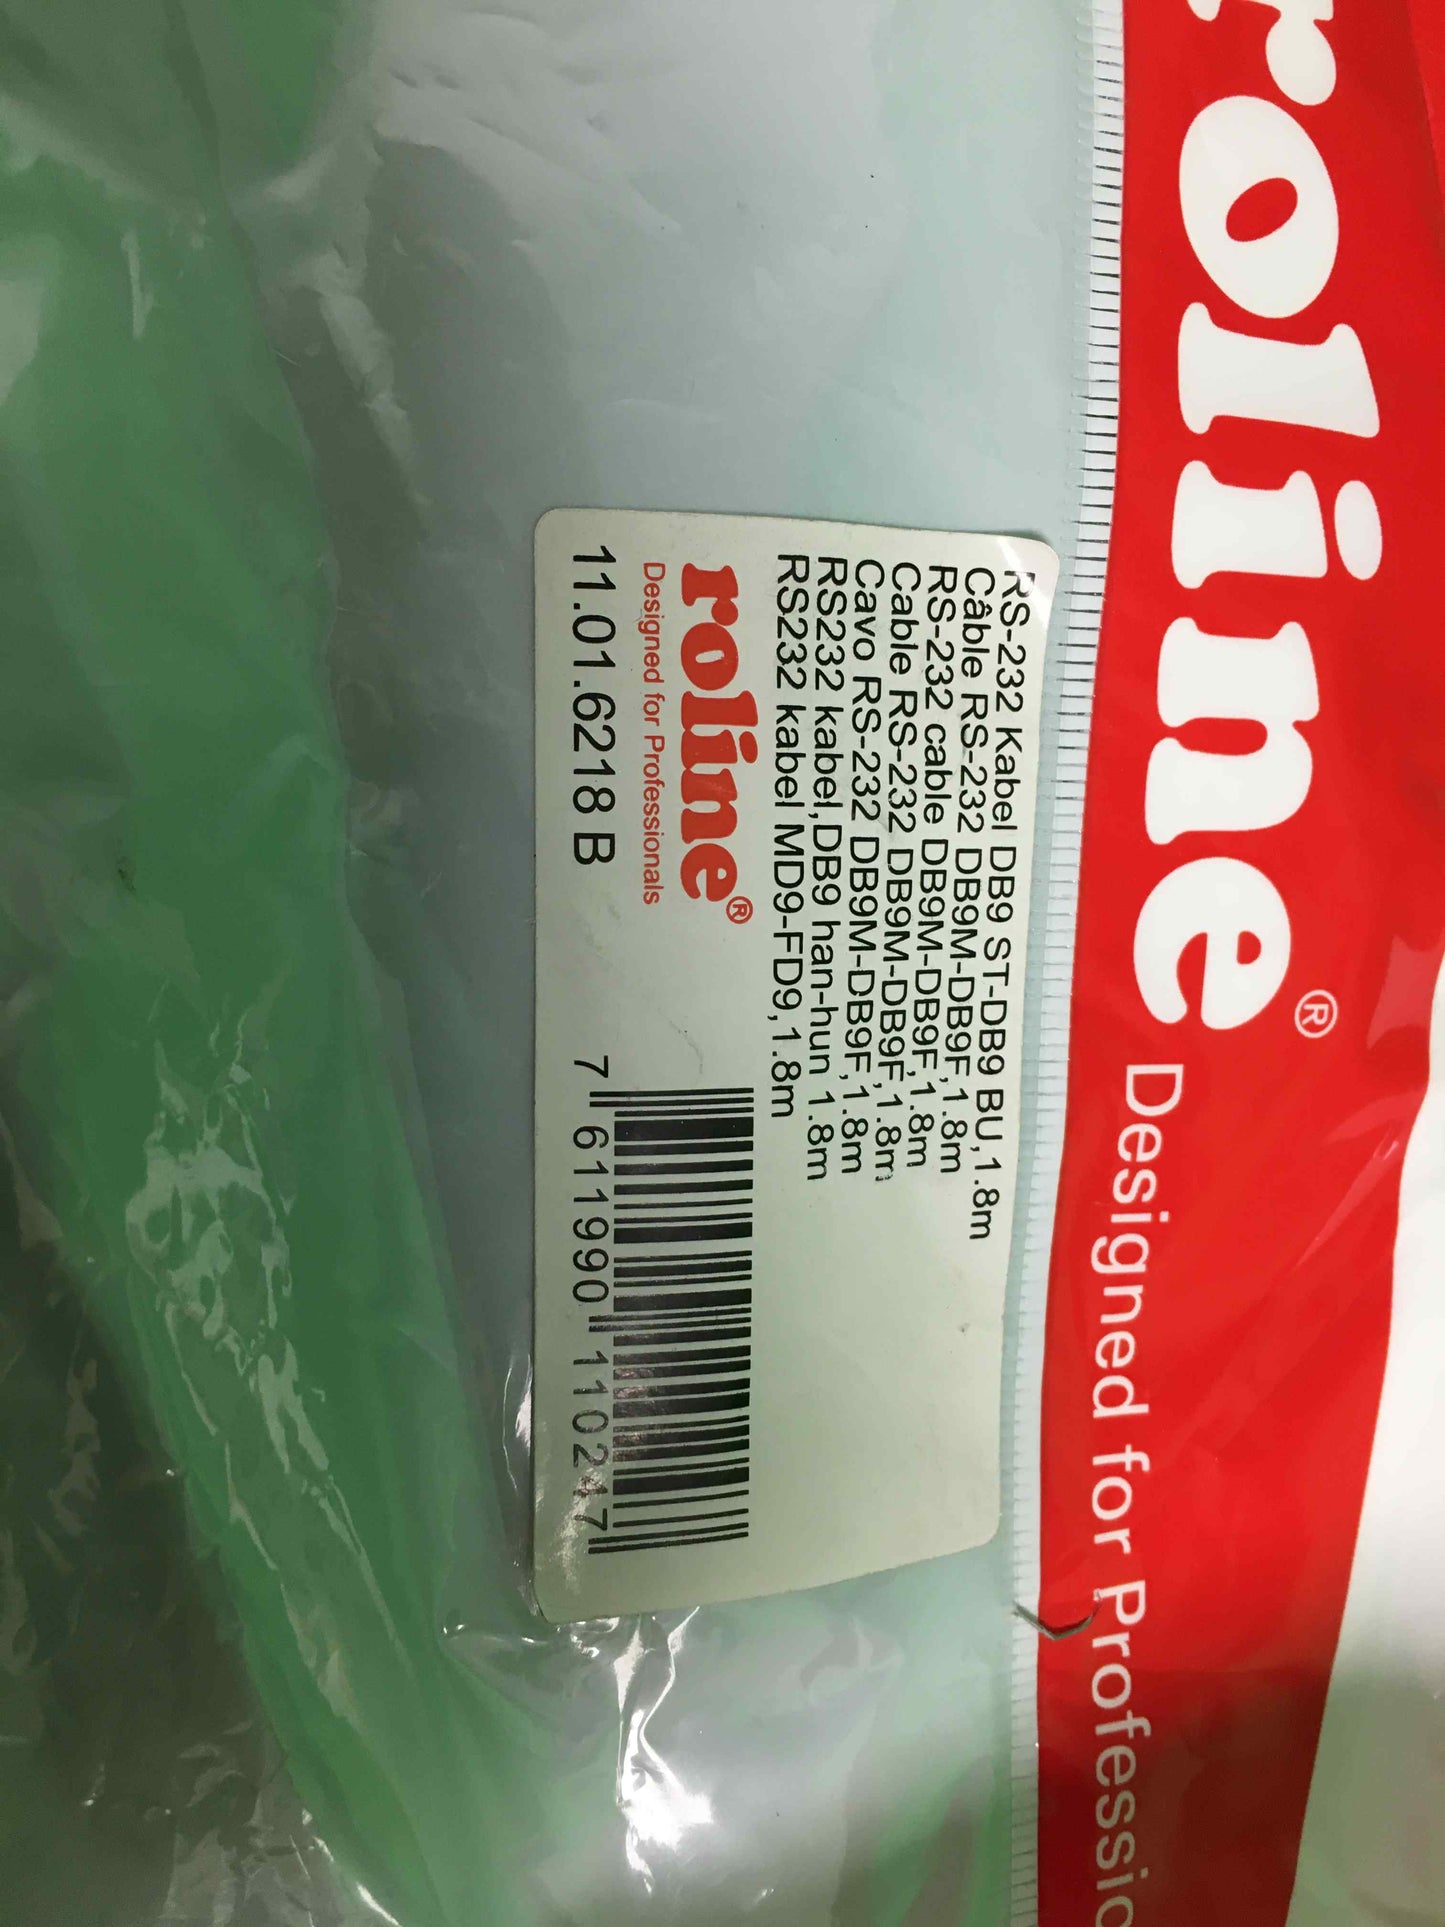 roline®
Designed for Professio
RS-232 Kabel DB9 ST-DB9 BU,1.8m
Câble RS-232 DB9M-DB9F,1.8m
RS-232 cable DB9M-DB9F,1.8m
Cable RS-232 DB9M-DB9F,1.8m
Cavo RS-232 DB9M-DB9F,1.8m
RS232 kabel,DB9 han-hun 1.8m
RS232 kabel MD9-FD9,1.8m
roline®
Designed for Professionals
11.01.6218 B
7 611990 110247